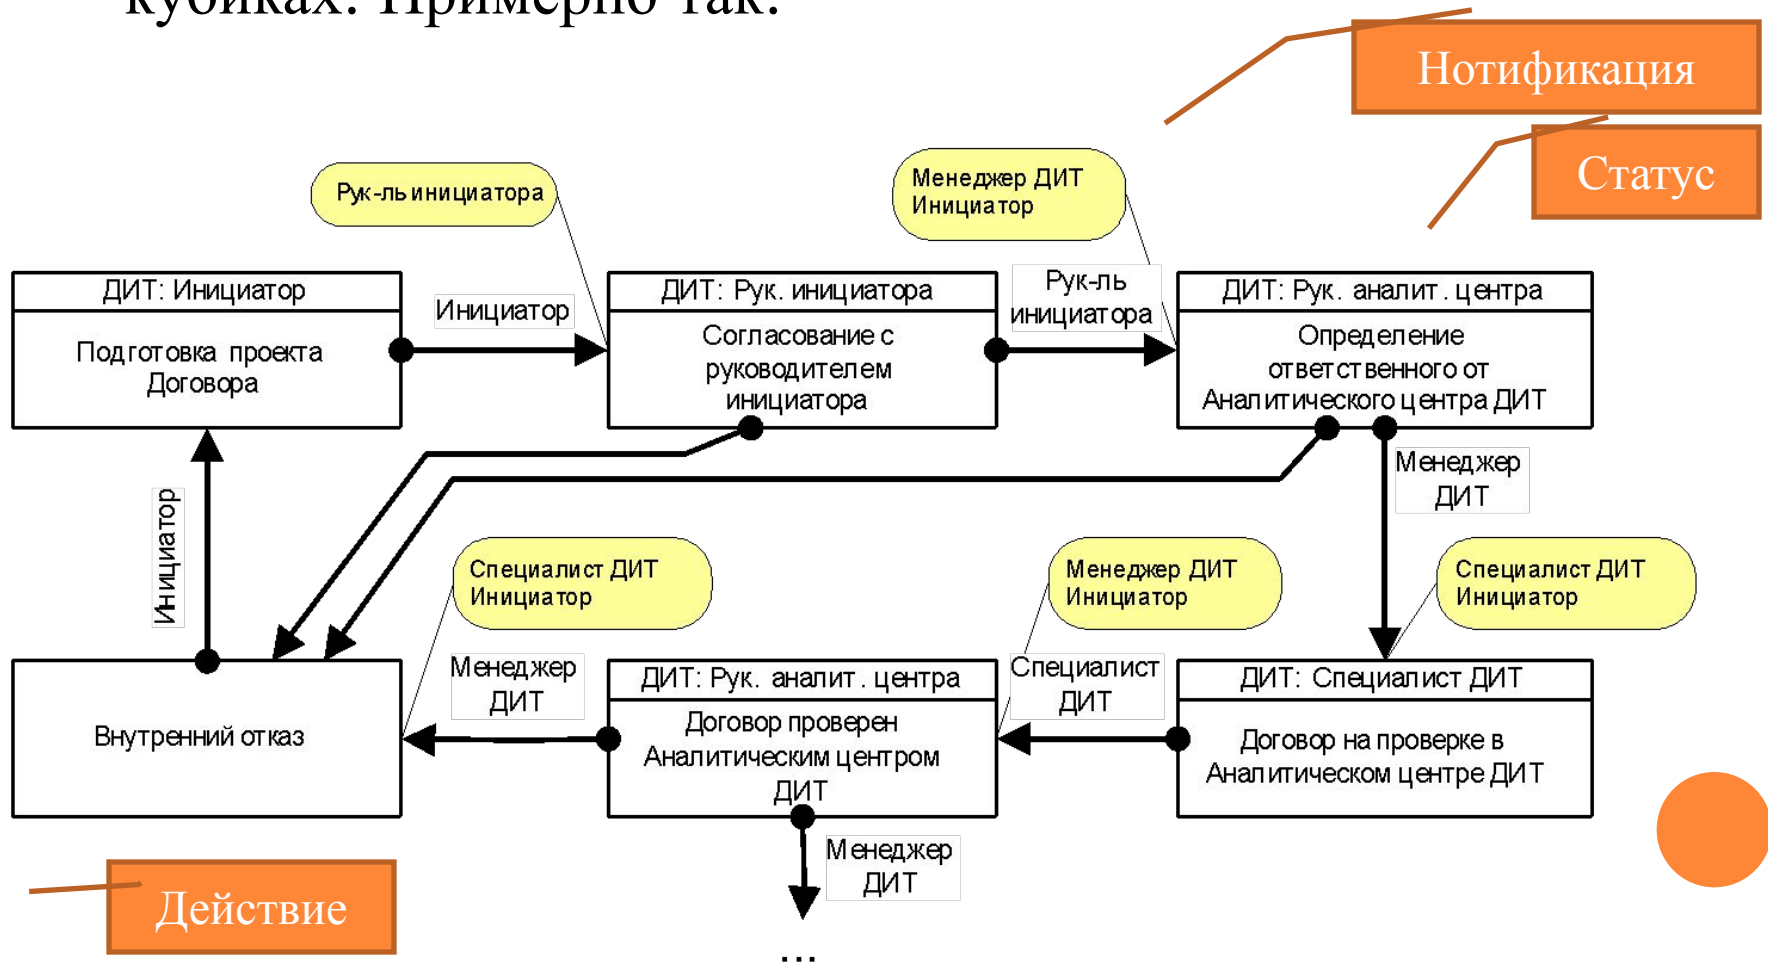 кубиках. Примерно так:
Нотификация
Статус
Рук-ль инициатора
Менеджер ДИТ
Инициатор
ДИТ: Инициатор
Подготовка проекта
Договора
Инициатор
ДИТ: Рук. инициатора
Согласование с
руководителем
инициатора
Рук-ль
инициатора
ДИТ: Рук. аналит. центра
Определение
ответственного от
Аналитического центра ДИТ
Менеджер
ДИТ
Инициатор
Специалист ДИТ
Инициатор
Менеджер ДИТ
Инициатор
Специалист ДИТ
Инициатор
Внутренний отказ
Менеджер
ДИТ
ДИТ: Рук. аналит. центра
Договор проверен
Аналитическим центром
ДИТ
Специалист
ДИТ
ДИТ: Специалист ДИТ
Договор на проверке в
Аналитическом центре ДИТ
Менеджер
ДИТ
Действие
...